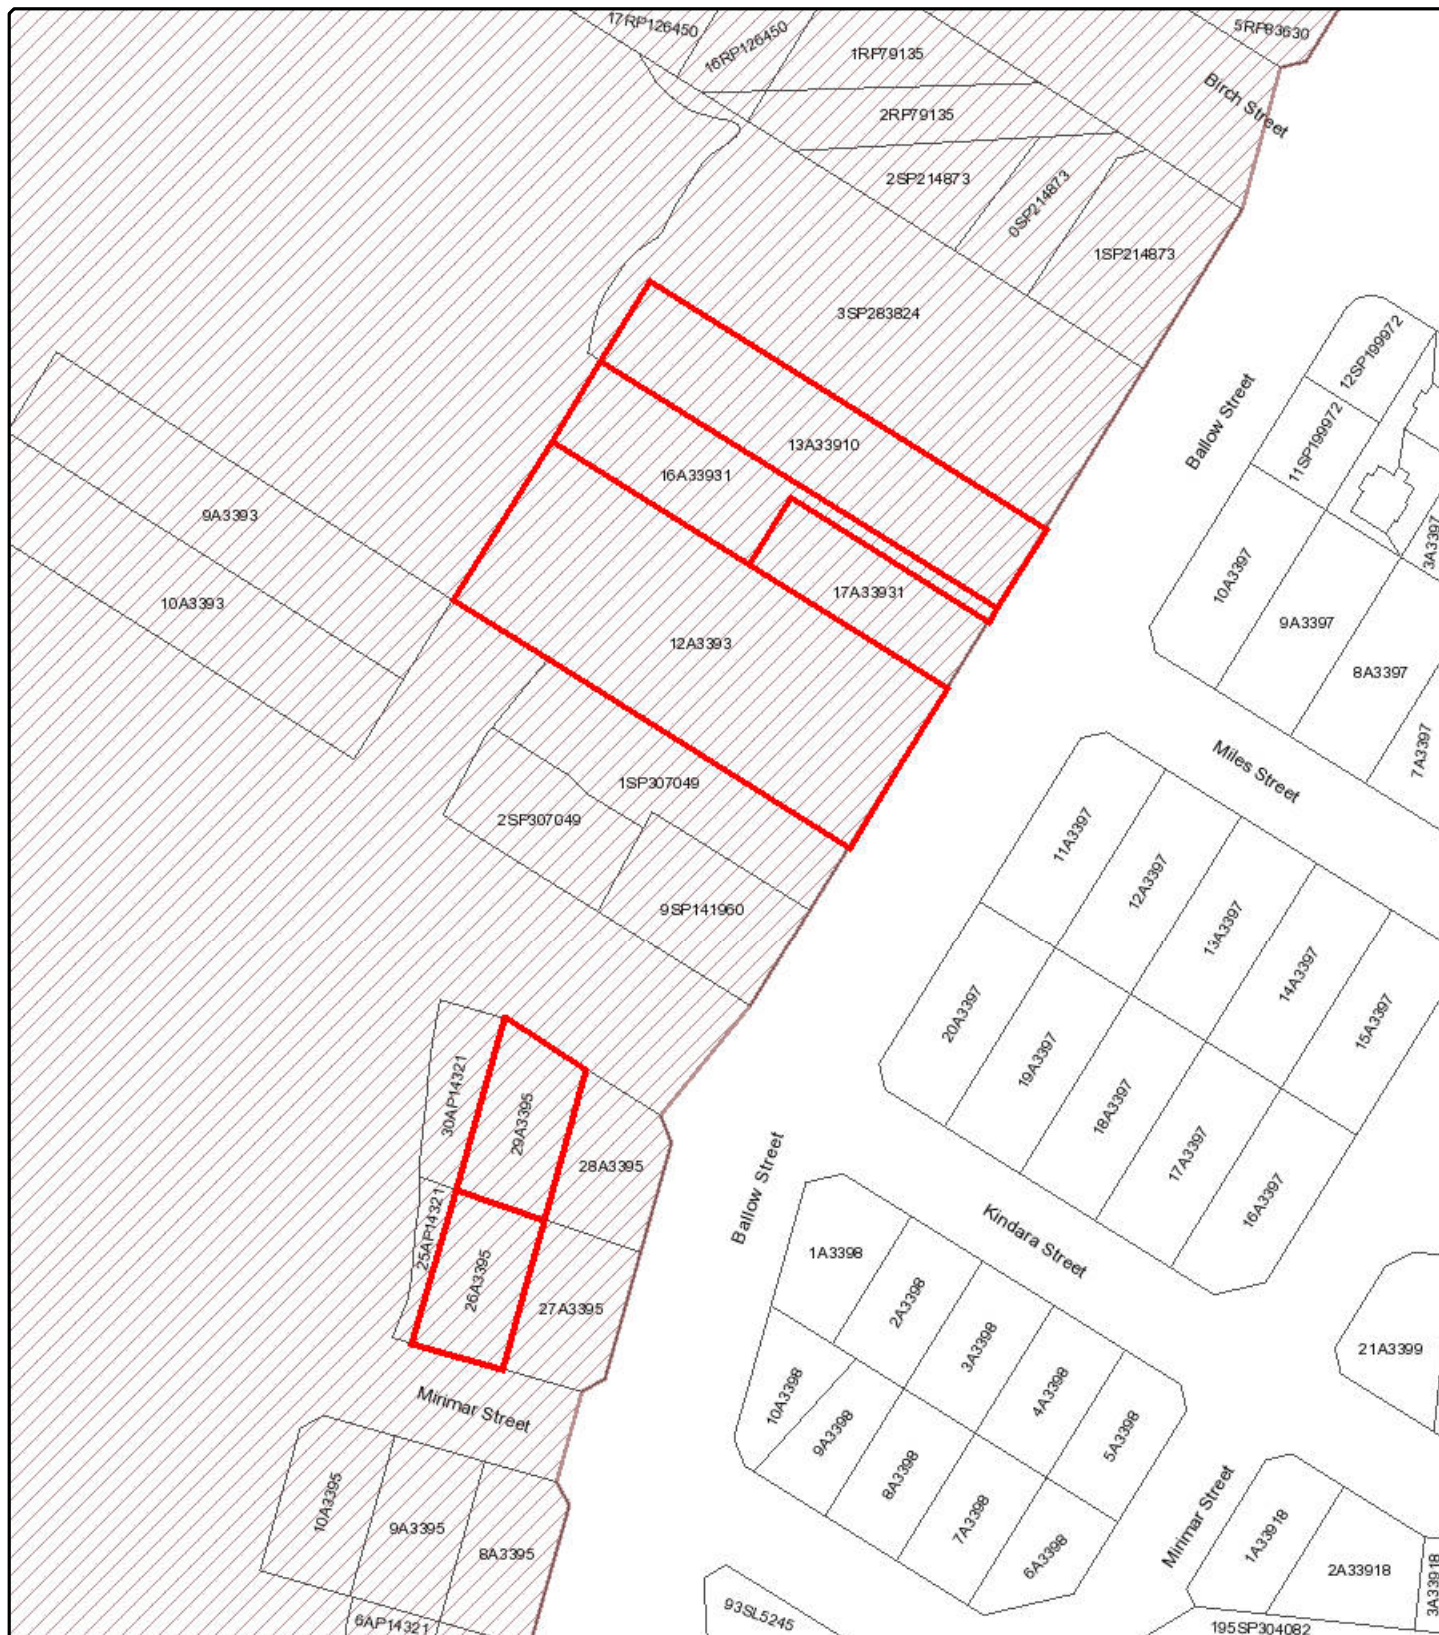 17RP126450
16RP126450
1RP79135
5RP83630
Birch Street
2RP79135
2SP214873
0SP214873
1SP214873
3SP283824
12SP199972
11SP199972
Ballow Street
13A33910
16A33931
9A3393
10A3393
17A33931
12A3393
10A3397
9A3397
3A3397
8A3397
7A3397
Miles Street
1SP307049
2SP307049
9SP141960
11A3397
12A3397
13A3397
14A3397
15A3397
20A3397
19A3397
18A3397
17A3397
16A3397
30AP14321
29A3395
28A3395
25AP14321
26A3395
27A3395
Ballow Street
Kindara Street
1A3398
2A3398
3A3398
4A3398
5A3398
10A3398
9A3398
8A3398
7A3398
6A3398
21A3399
Mirimar Street
10A3395
9A3395
8A3395
6AP14321
Mirimar Street
1A33918
2A33918
3A33918
93SL5245
195SP304082